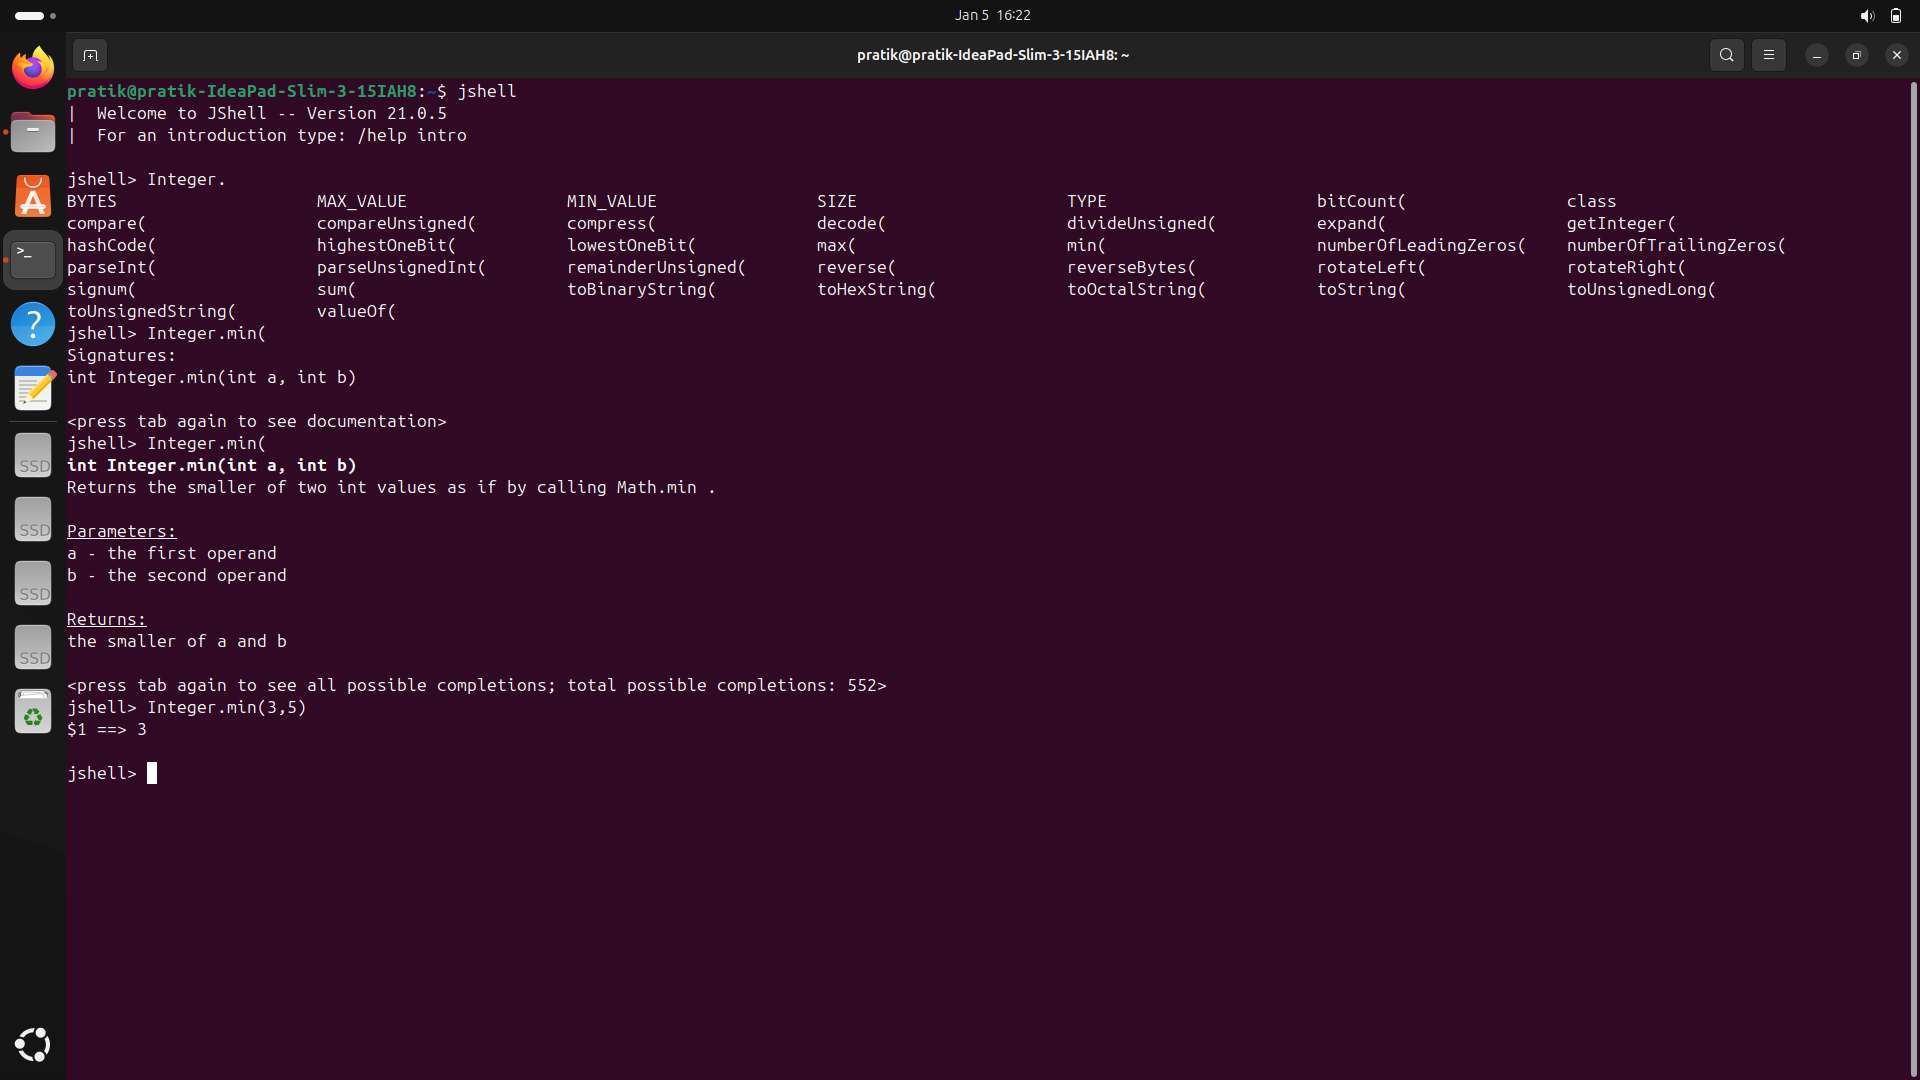 Jan 5 16:22
pratik@pratik-IdeaPad-Slim-3-15IAH8: ~
pratik@pratik-IdeaPad-Slim-3-15IAH8:~$ jshell
|  Welcome to JShell -- Version 21.0.5
|  For an introduction type: /help intro
jshell> Integer.
BYTES MAX_VALUE MIN_VALUE SIZE TYPE bitCount( class
compare( compareUnsigned( compress( decode( divideUnsigned( expand( getInteger(
hashCode( highestOneBit( lowestOneBit( max( min( numberOfLeadingZeros( numberOfTrailingZeros(
parseInt( parseUnsignedInt( remainderUnsigned( reverse( reverseBytes( rotateLeft( rotateRight(
signum( sum( toBinaryString( toHexString( toOctalString( toString( toUnsignedLong(
toUnsignedString( valueOf(
jshell> Integer.min(
Signatures:
int Integer.min(int a, int b)
<press tab again to see documentation>
jshell> Integer.min(
int Integer.min(int a, int b)
Returns the smaller of two int values as if by calling Math.min .
Parameters:
a - the first operand
b - the second operand
Returns:
the smaller of a and b
<press tab again to see all possible completions; total possible completions: 552>
jshell> Integer.min(3,5)
$1 ==> 3
jshell>
SSD
SSD
SSD
SSD